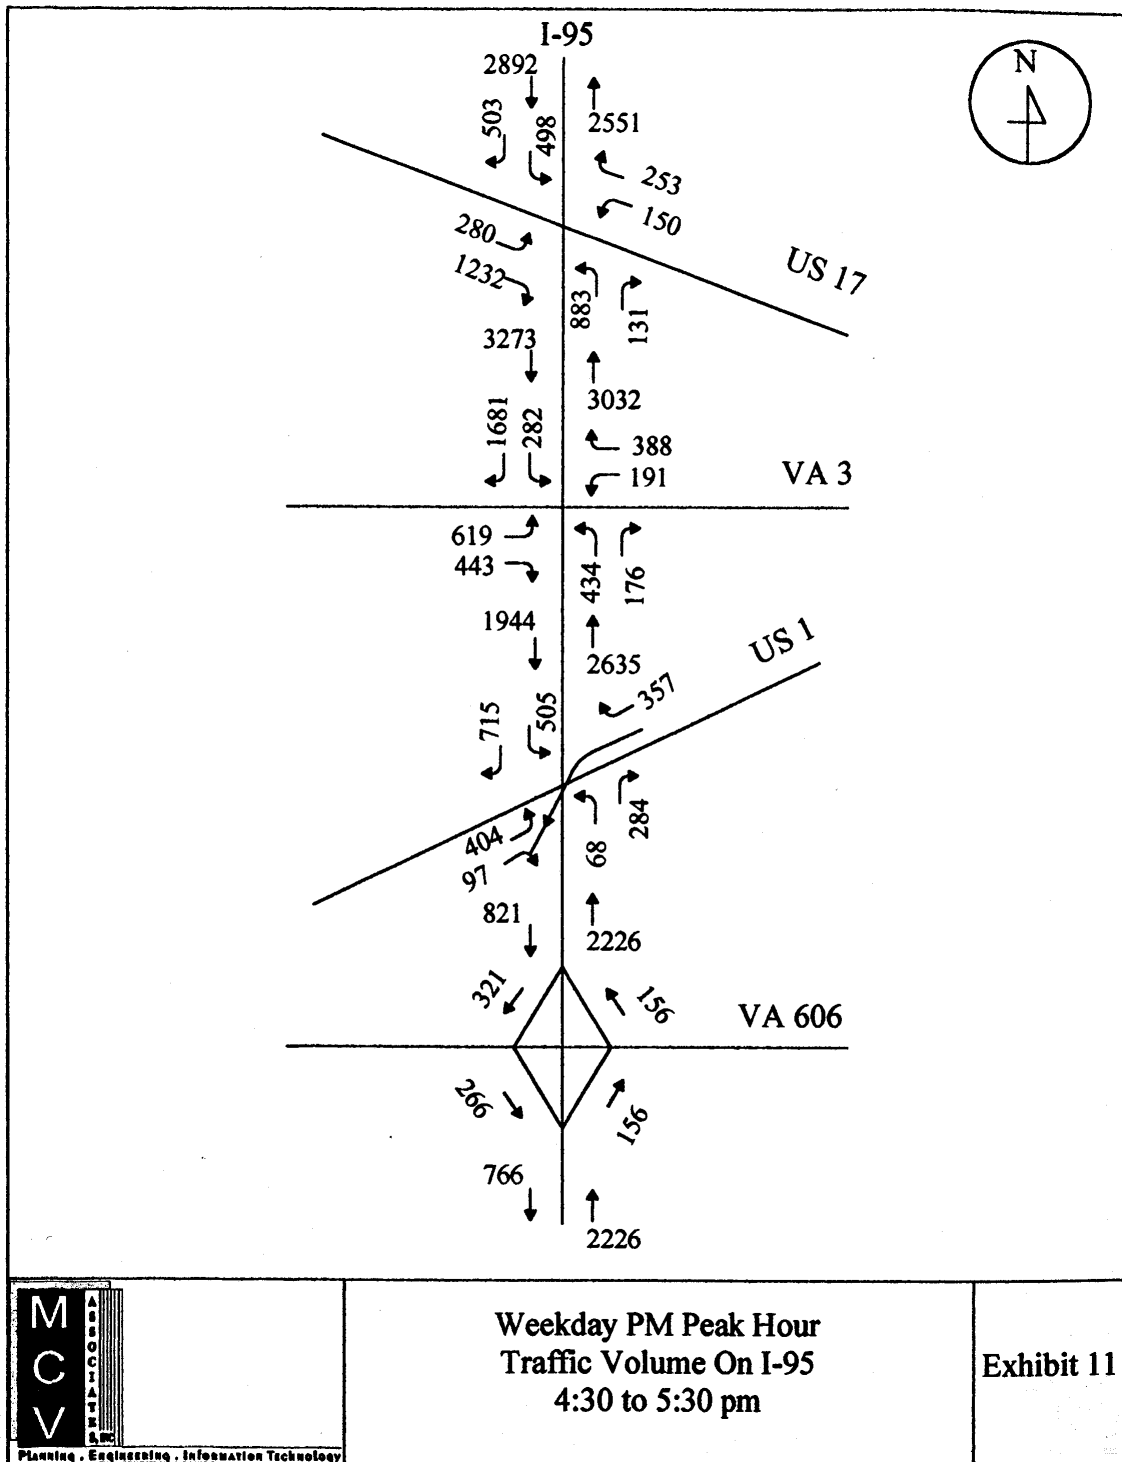 I-95
2892
503
498
2551
N
253
150
280
1232
US 17
883
131
3273
3032
1681
282
388
191
VA 3
619
443
434
176
1944
2635
US 1
357
715
505
404
97
68
284
821
2226
321
156
VA 606
266
156
766
2226
M
C
V
ASSOCIATES, INC
Planning . Engineering . Information Technology
Weekday PM Peak Hour
Traffic Volume On I-95
4:30 to 5:30 pm
Exhibit 11